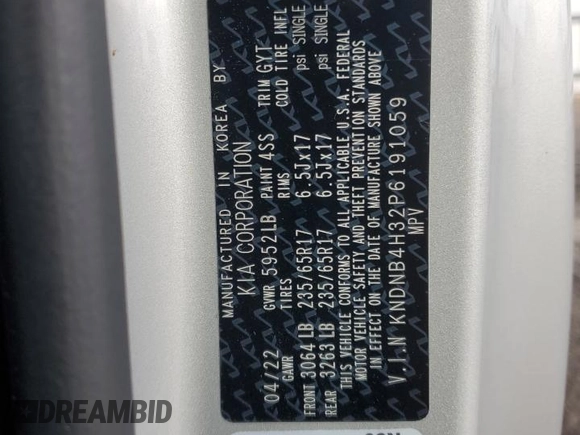 MANUFACTURED IN KOREA BY
KIA CORPORATION
04/22 GVWR 5952LB PAINT 4SS TRIM GYT
GAWR TIRES RIMS COLD TIRE INFL
FRONT 3064LB 235/65R17 6.5Jx17 psi SINGLE
REAR 3263LB 235/65R17 6.5Jx17 psi SINGLE
THIS VEHICLE CONFORMS TO ALL APPLICABLE U.S.A. FEDERAL
MOTOR VEHICLE SAFETY AND THEFT PREVENTION STANDARDS
IN EFFECT ON THE DATE OF MANUFACTURE SHOWN ABOVE
V.I.N KNDNB4H32P6191059
MPV
DREAMBID